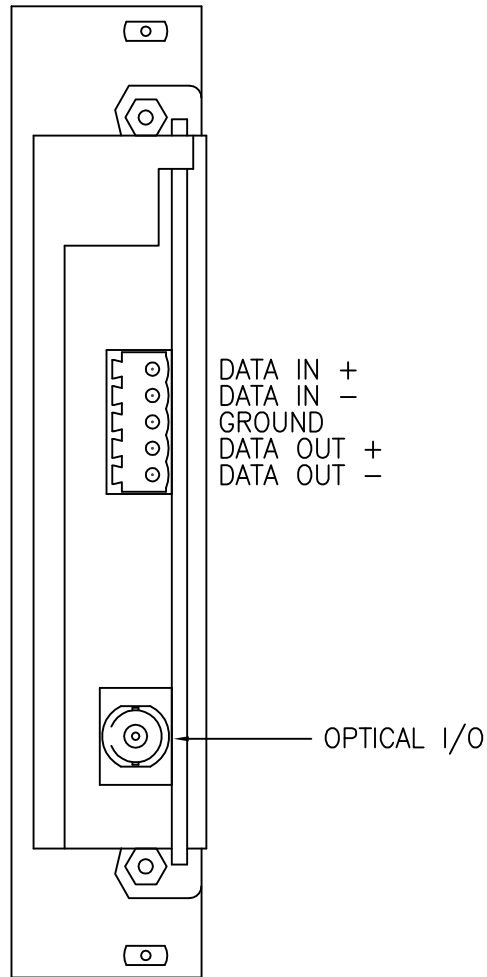 DATA IN +
DATA IN −
GROUND
DATA OUT +
DATA OUT −
OPTICAL I/O